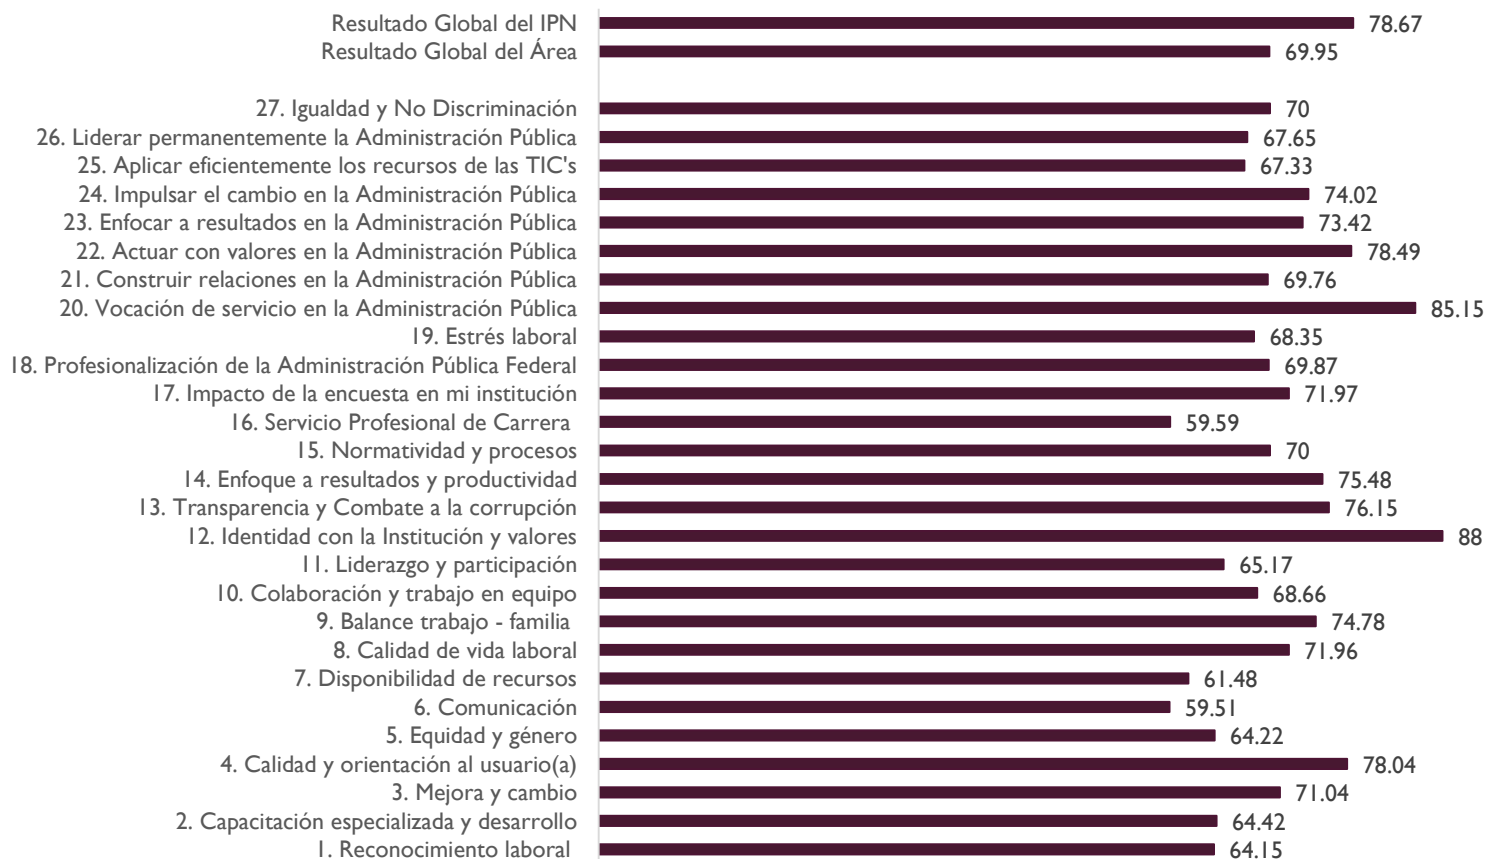 Resultado Global del IPN 78.67
Resultado Global del Área 69.95
27. Igualdad y No Discriminación 70
26. Liderar permanentemente la Administración Pública 67.65
25. Aplicar eficientemente los recursos de las TIC's 67.33
24. Impulsar el cambio en la Administración Pública 74.02
23. Enfocar a resultados en la Administración Pública 73.42
22. Actuar con valores en la Administración Pública 78.49
21. Construir relaciones en la Administración Pública 69.76
20. Vocación de servicio en la Administración Pública 85.15
19. Estrés laboral 68.35
18. Profesionalización de la Administración Pública Federal 69.87
17. Impacto de la encuesta en mi institución 71.97
16. Servicio Profesional de Carrera 59.59
15. Normatividad y procesos 70
14. Enfoque a resultados y productividad 75.48
13. Transparencia y Combate a la corrupción 76.15
12. Identidad con la Institución y valores 88
11. Liderazgo y participación 65.17
10. Colaboración y trabajo en equipo 68.66
9. Balance trabajo - familia 74.78
8. Calidad de vida laboral 71.96
7. Disponibilidad de recursos 61.48
6. Comunicación 59.51
5. Equidad y género 64.22
4. Calidad y orientación al usuario(a) 78.04
3. Mejora y cambio 71.04
2. Capacitación especializada y desarrollo 64.42
1. Reconocimiento laboral 64.15